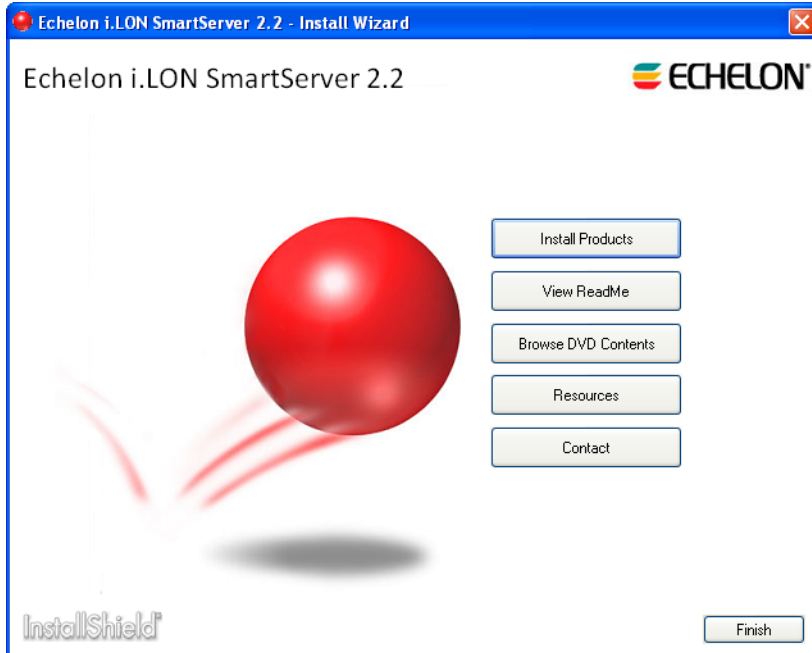 Echelon i.LON SmartServer 2.2 - Install Wizard
Echelon i.LON SmartServer 2.2
ECHELON®
Install Products
View ReadMe
Browse DVD Contents
Resources
Contact
InstallShield®
Finish